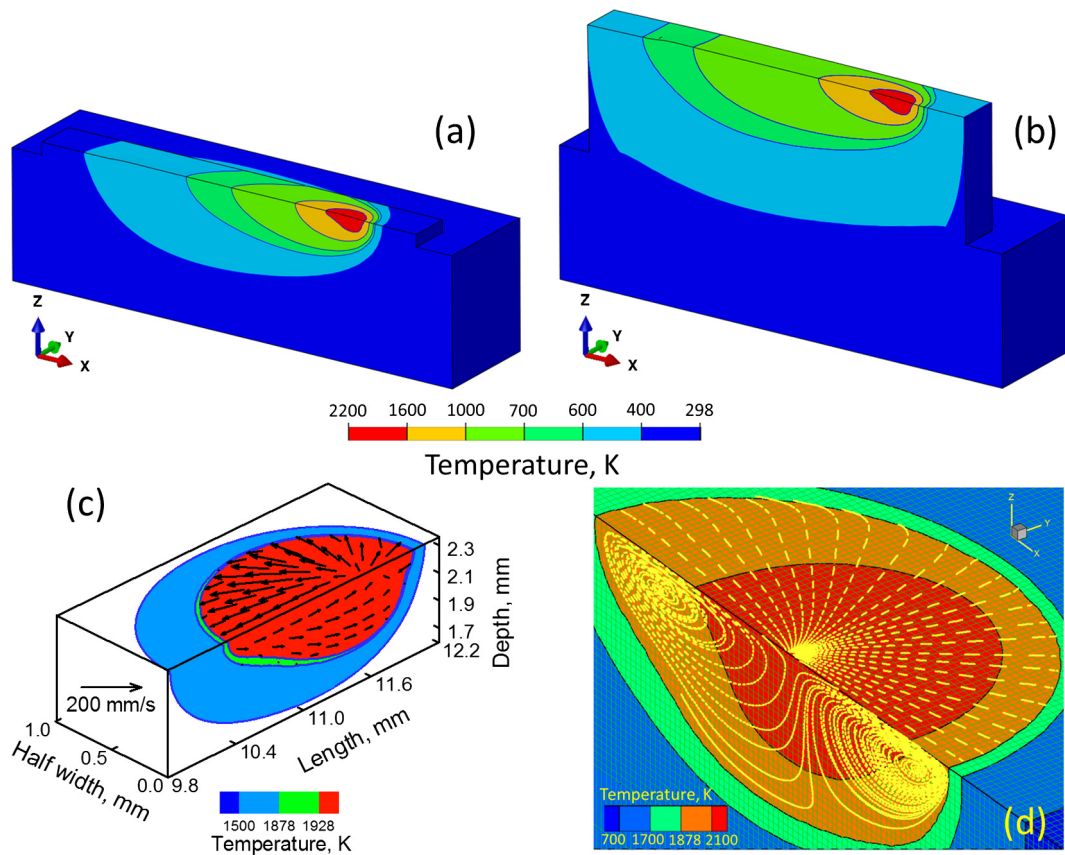 (a)
(b)
Z
Y
X
Z
Y
X
2200 1600 1000 700 600 400 298
Temperature, K
(c)
2.3
2.1
1.9
1.7
Depth, mm
12.2
11.6
11.0
10.4
9.8
Length, mm
200 mm/s
1.0
0.5
0.0
Half width, mm
1500 1878 1928
Temperature, K
Z
Y
X
Temperature, K
700 1700 1878 2100
(d)